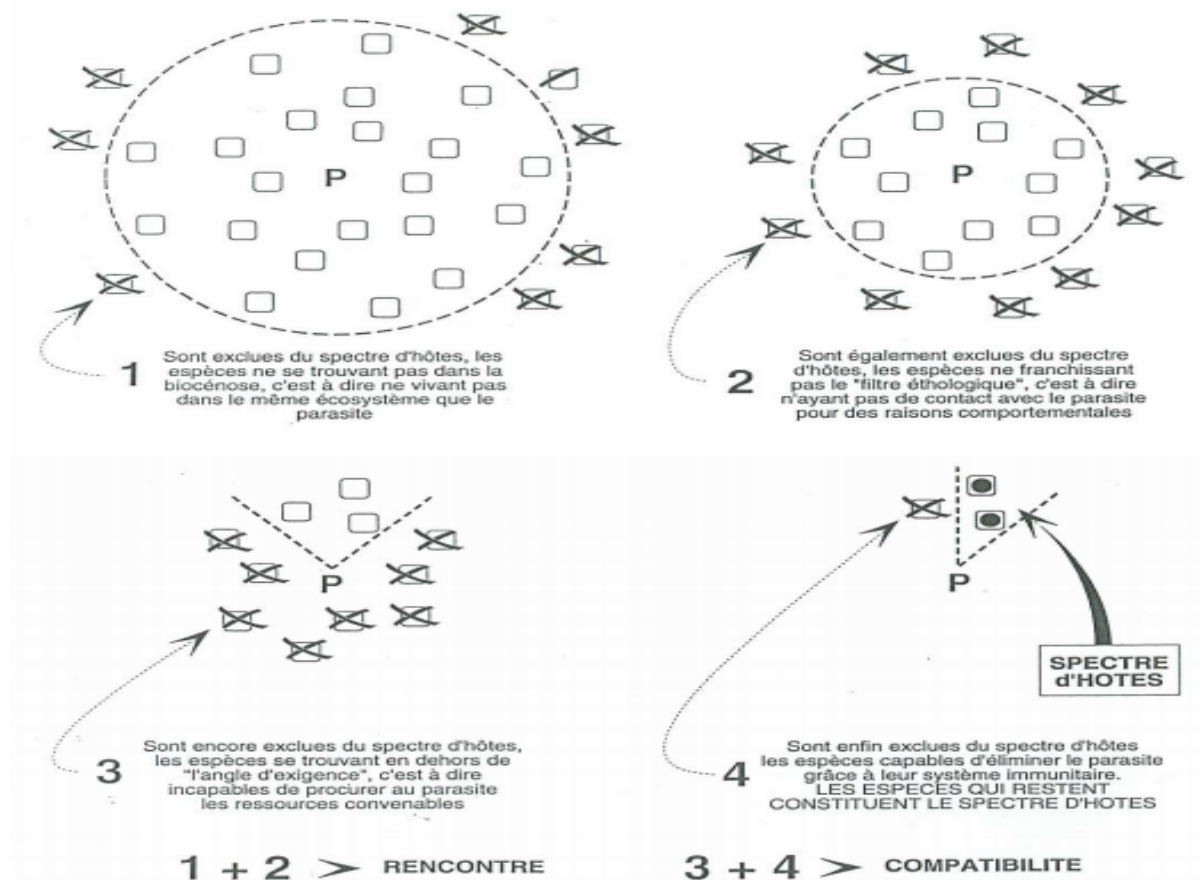 P
1
Sont exclues du spectre d'hôtes, les
espèces ne se trouvant pas dans la
biocénose, c'est à dire ne vivant pas
dans le même écosystème que le
parasite
P
2
Sont également exclues du spectre
d'hôtes, les espèces ne franchissant
pas le "filtre éthologique", c'est à dire
n'ayant pas de contact avec le parasite
pour des raisons comportementales
P
3
Sont encore exclues du spectre d'hôtes,
les espèces se trouvant en dehors de
"l'angle d'exigence", c'est à dire
incapables de procurer au parasite
les ressources convenables
P
SPECTRE
d'HOTES
4
Sont enfin exclues du spectre d'hôtes
les espèces capables d'éliminer le parasite
grâce à leur système immunitaire.
LES ESPECES QUI RESTENT
CONSTITUENT LE SPECTRE D'HOTES
1 + 2 > RENCONTRE
3 + 4 > COMPATIBILITE